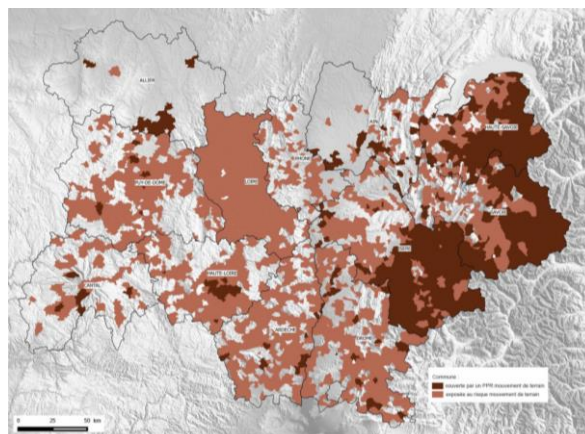 ALLIER
HAUTE-SAVOIE
AIN
RHONE
PUY-DE-DOME
LOIRE
SAVOIE
ISERE
HAUTE-LOIRE
CANTAL
ARDECHE
DROME
Commune :
couverte par un PPR mouvement de terrain
exposée au risque mouvement de terrain
0 25 50 km